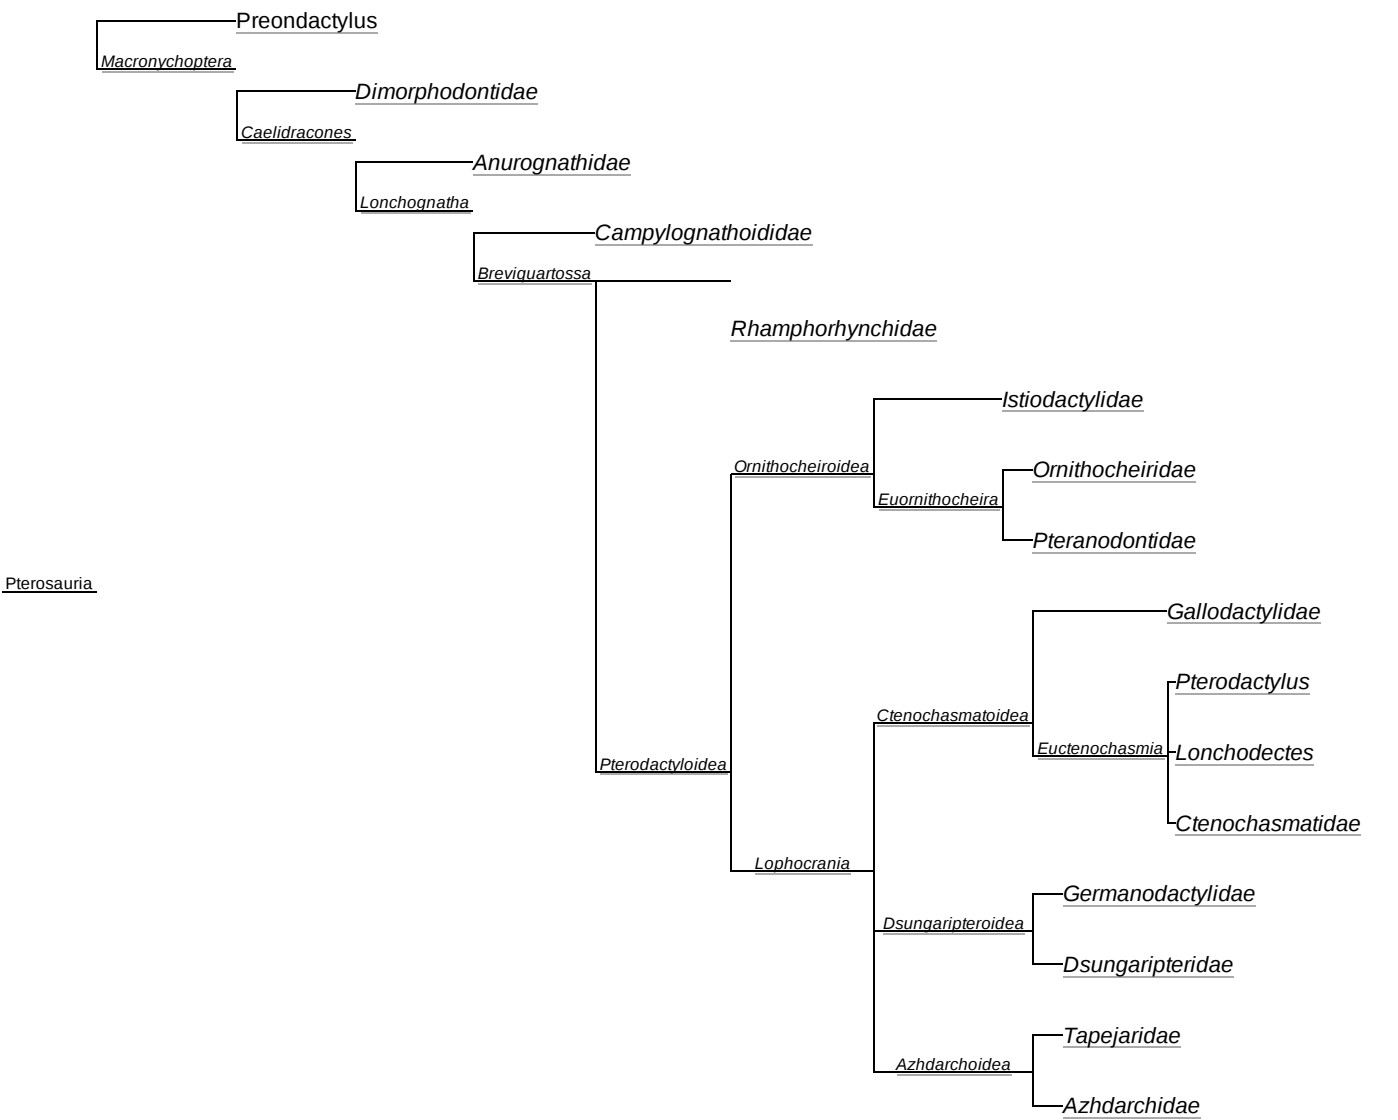 Preondactylus
Macronychoptera
Dimorphodontidae
Caelidracones
Anurognathidae
Lonchognatha
Campylognathoididae
Breviquartossa
Rhamphorhynchidae
Istiodactylidae
Ornithocheiroidea
Ornithocheiridae
Euornithocheira
Pteranodontidae
Pterosauria
Gallodactylidae
Pterodactylus
Ctenochasmatoidea
Euctenochasmia
Lonchodectes
Pterodactyloidea
Ctenochasmatidae
Lophocrania
Germanodactylidae
Dsungaripteroidea
Dsungaripteridae
Tapejaridae
Azhdarchoidea
Azhdarchidae